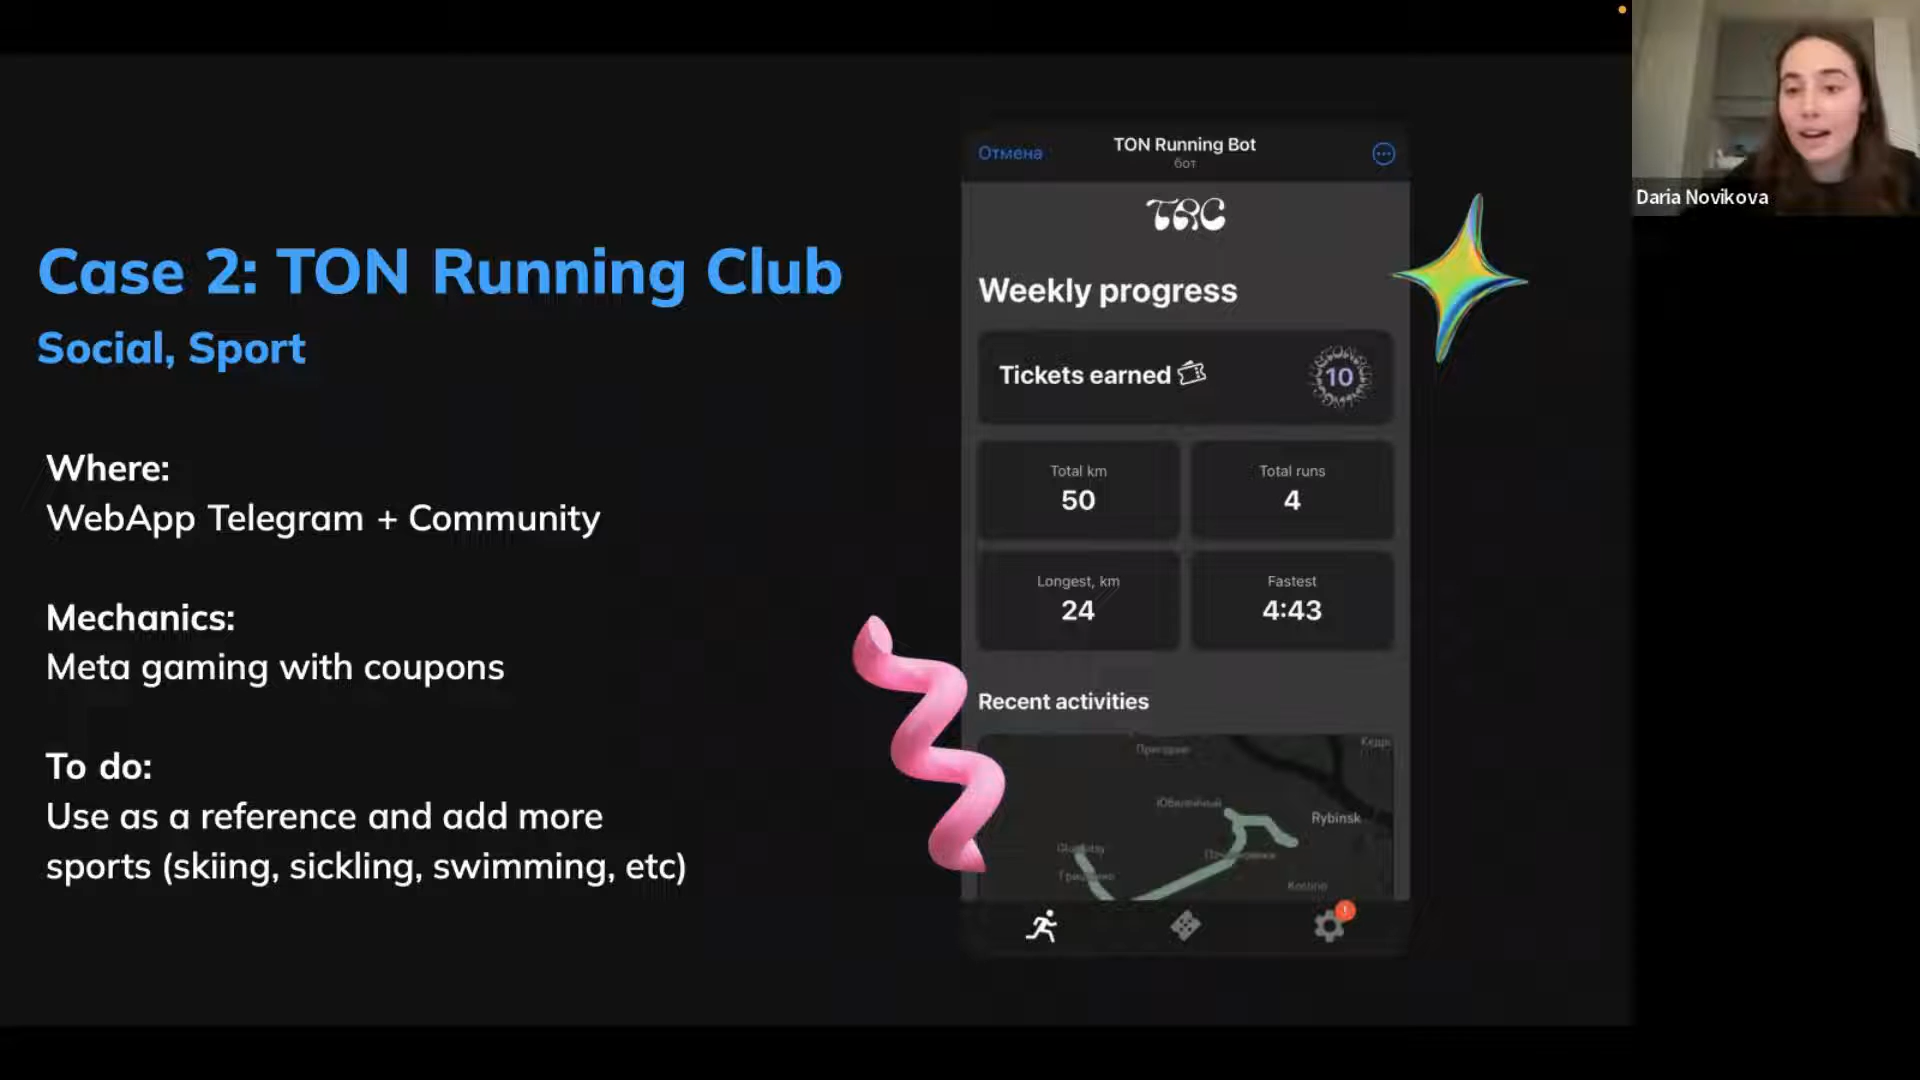 Case 2: TON Running Club
Social, Sport
Where:
WebApp Telegram + Community
Mechanics:
Meta gaming with coupons
To do:
Use as a reference and add more
sports (skiing, sickling, swimming, etc)
Отмена
TON Running Bot
бот
TRC
Weekly progress
Tickets earned
10
Total km
50
Total runs
4
Longest, km
24
Fastest
4:43
Recent activities
Юбилейный
Rybinsk
Kostino
Daria Novikova